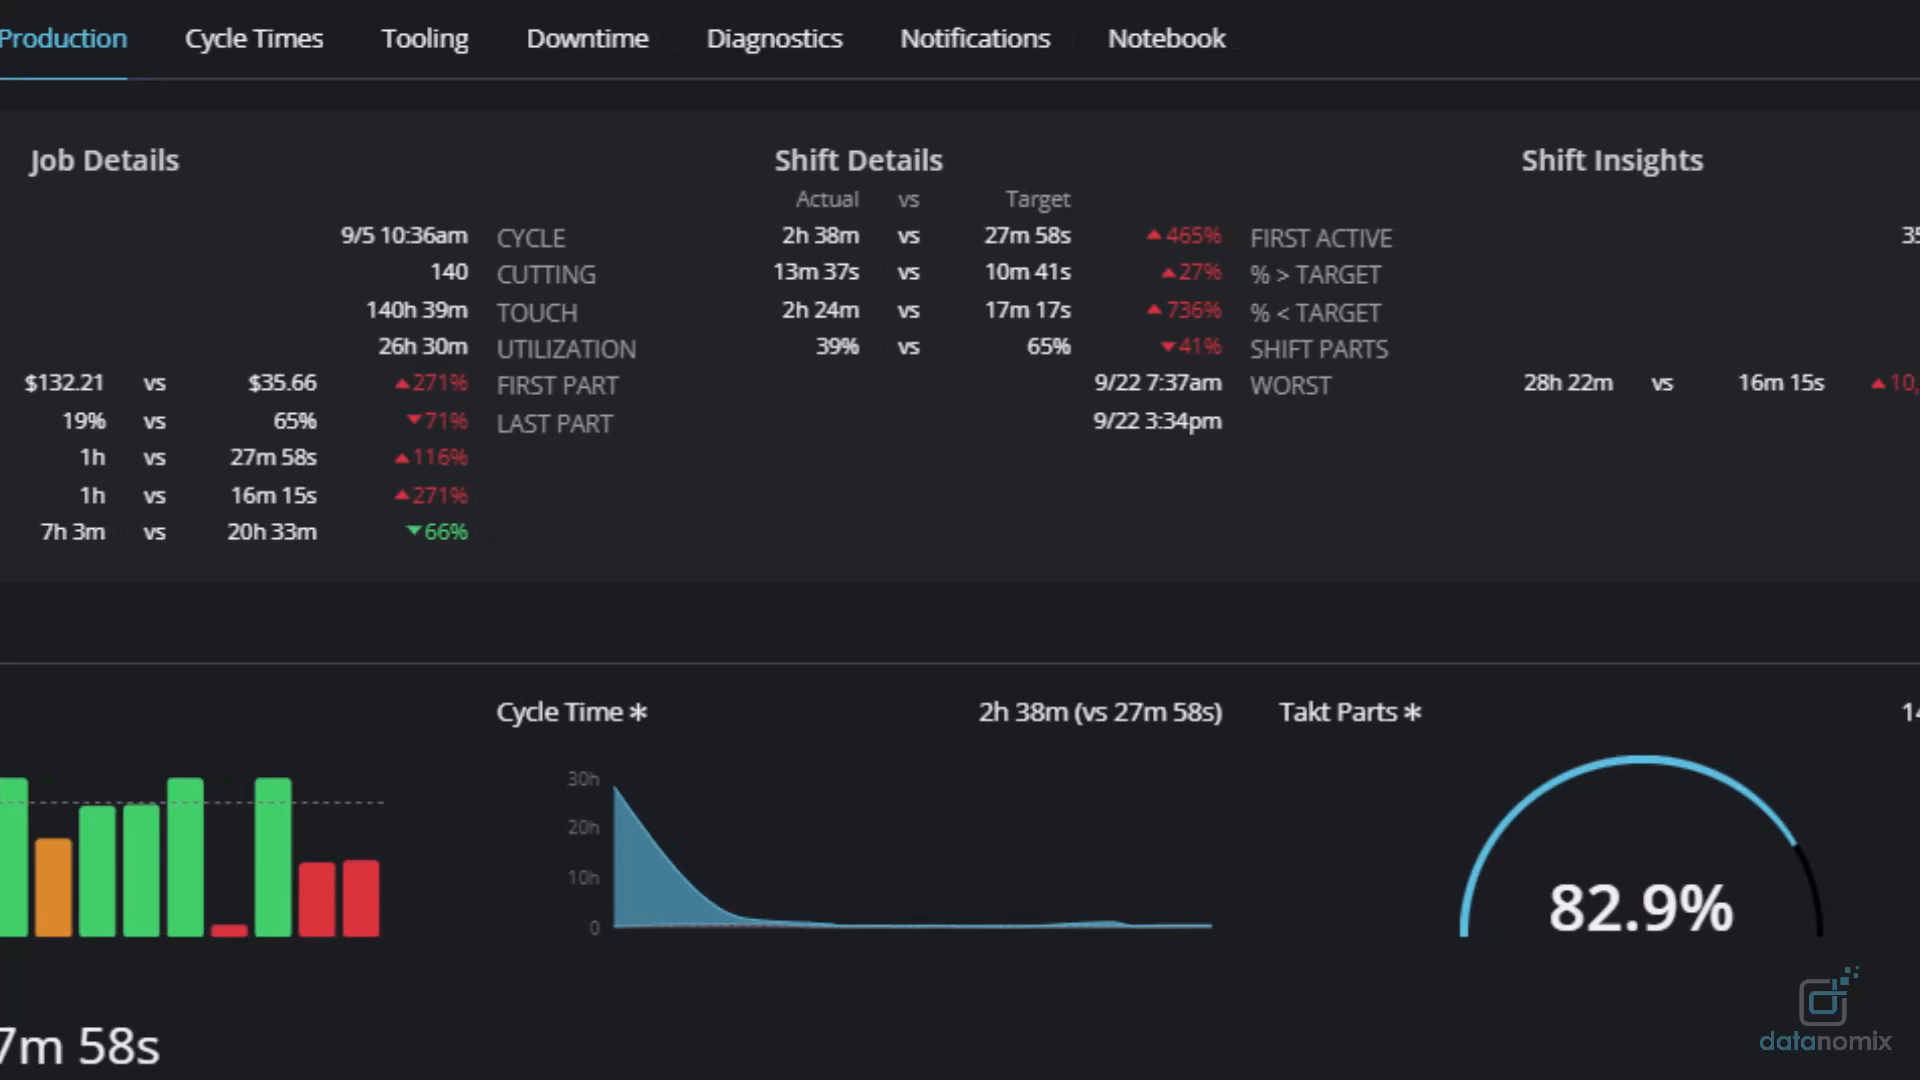 Production Cycle Times Tooling Downtime Diagnostics Notifications Notebook
Job Details
9/5 10:36am
140
140h 39m
26h 30m
$132.21 vs $35.66 ▲271%
19% vs 65% ▼71%
1h vs 27m 58s ▲116%
1h vs 16m 15s ▲271%
7h 3m vs 20h 33m ▼66%
Shift Details
Actual vs Target
CYCLE 2h 38m vs 27m 58s ▲465%
CUTTING 13m 37s vs 10m 41s ▲27%
TOUCH 2h 24m vs 17m 17s ▲736%
UTILIZATION 39% vs 65% ▼41%
FIRST PART 9/22 7:37am
LAST PART 9/22 3:34pm
Shift Insights
FIRST ACTIVE 35
% > TARGET
% < TARGET
SHIFT PARTS
WORST 28h 22m vs 16m 15s ▲10,
Cycle Time * 2h 38m (vs 27m 58s)
30h
20h
10h
0
Takt Parts * 14
82.9%
7m 58s
datanomix